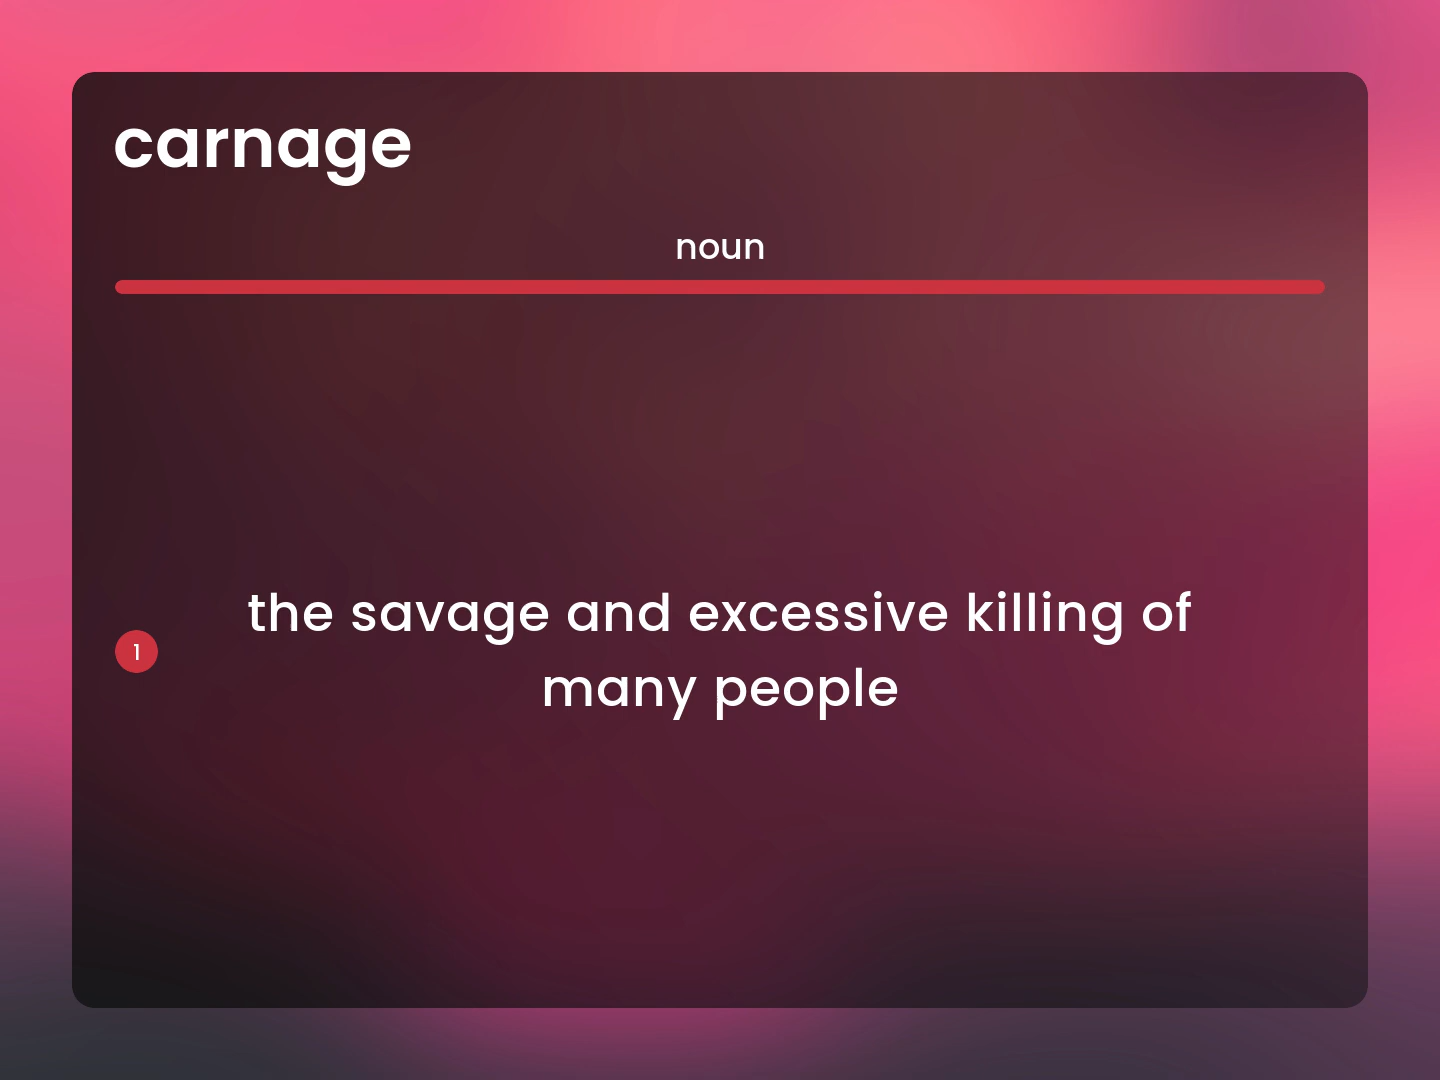 carnage
noun
1
the savage and excessive killing of
many people